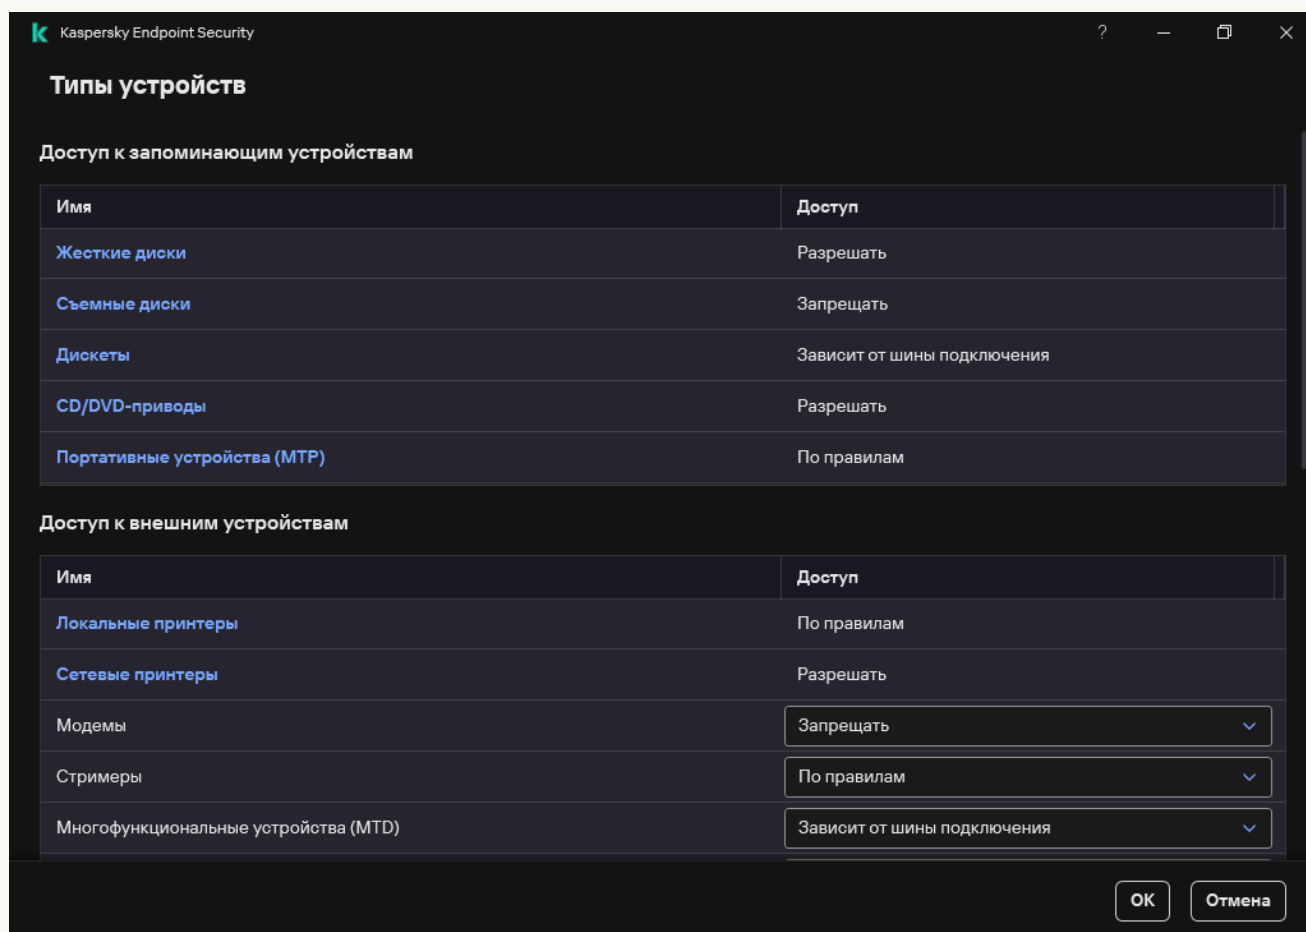 Kaspersky Endpoint Security ?
Типы устройств
Доступ к запоминающим устройствам
Имя Доступ
Жесткие диски Разрешать
Съемные диски Запрещать
Дискеты Зависит от шины подключения
CD/DVD-приводы Разрешать
Портативные устройства (MTP) По правилам
Доступ к внешним устройствам
Имя Доступ
Локальные принтеры По правилам
Сетевые принтеры Разрешать
Модемы Запрещать
Стримеры По правилам
Многофункциональные устройства (MTD) Зависит от шины подключения
ОК Отмена